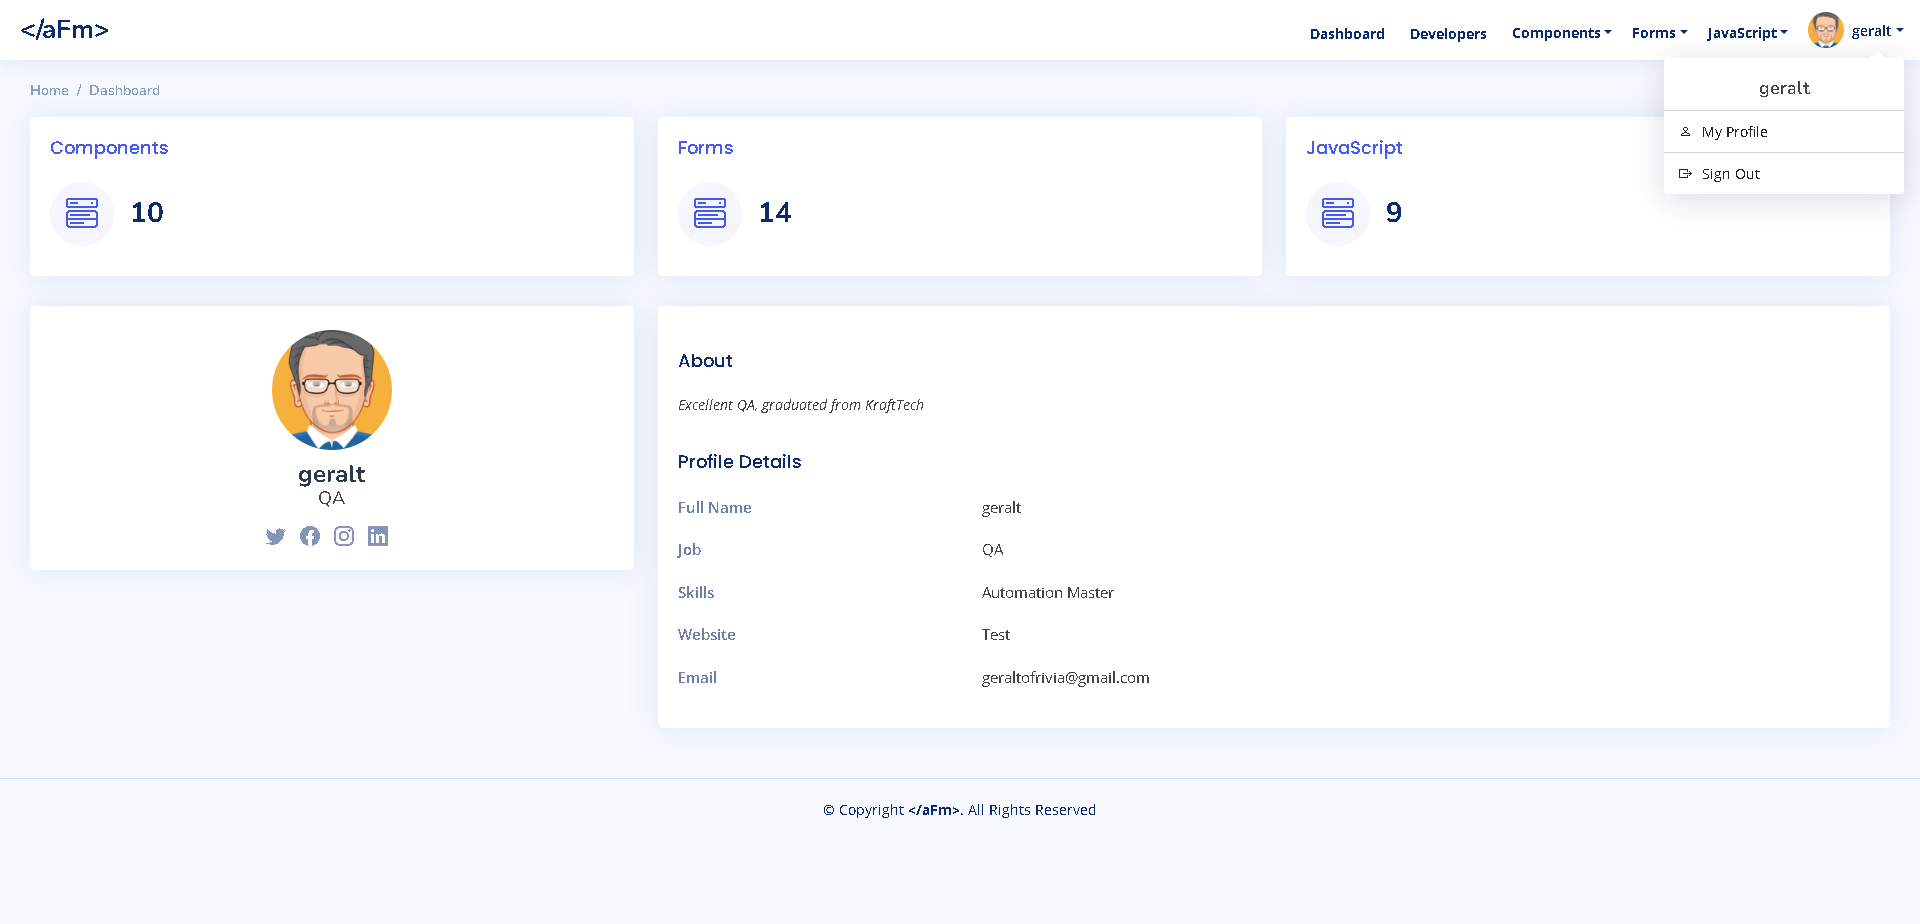 </aFm>
Dashboard Developers Components Forms JavaScript geralt
geralt
My Profile
Sign Out
Home / Dashboard
Components
10
Forms
14
JavaScript
9
geralt
QA
About
Excellent QA, graduated from KraftTech
Profile Details
Full Name geralt
Job QA
Skills Automation Master
Website Test
Email geraltofrivia@gmail.com
© Copyright </aFm>. All Rights Reserved